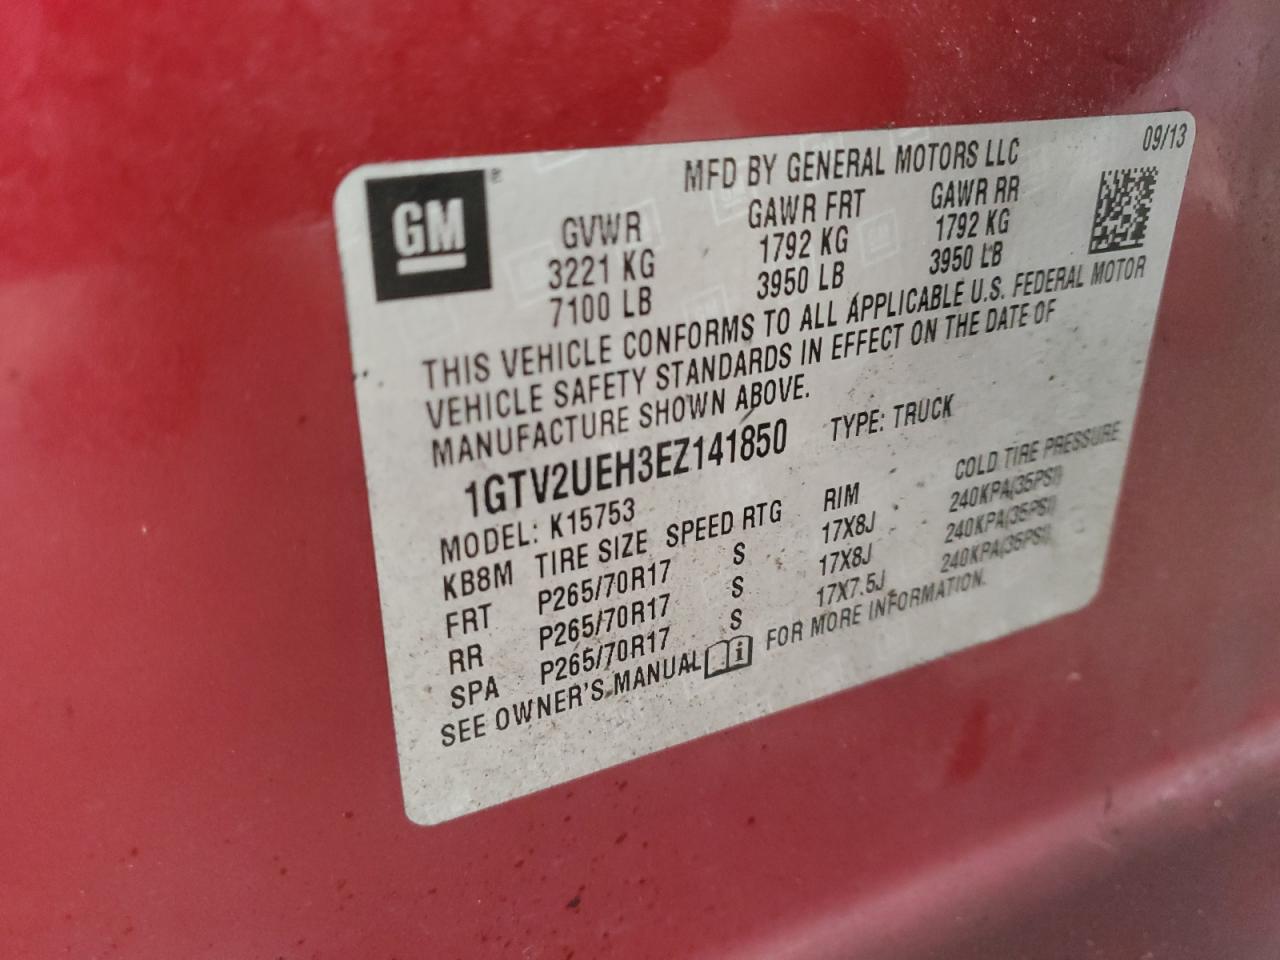 09/13
GM ®
MFD BY GENERAL MOTORS LLC
GVWR GAWR FRT GAWR RR
3221 KG 1792 KG 1792 KG
7100 LB 3950 LB 3950 LB
THIS VEHICLE CONFORMS TO ALL APPLICABLE U.S. FEDERAL MOTOR
VEHICLE SAFETY STANDARDS IN EFFECT ON THE DATE OF
MANUFACTURE SHOWN ABOVE.
1GTV2UEH3EZ141850 TYPE: TRUCK
MODEL: K15753
KB8M TIRE SIZE SPEED RTG RIM COLD TIRE PRESSURE
FRT P265/70R17 S 17X8J 240KPA(35PSI)
RR P265/70R17 S 17X8J 240KPA(35PSI)
SPA P265/70R17 S 17X7.5J 240KPA(35PSI)
SEE OWNER'S MANUAL i FOR MORE INFORMATION.